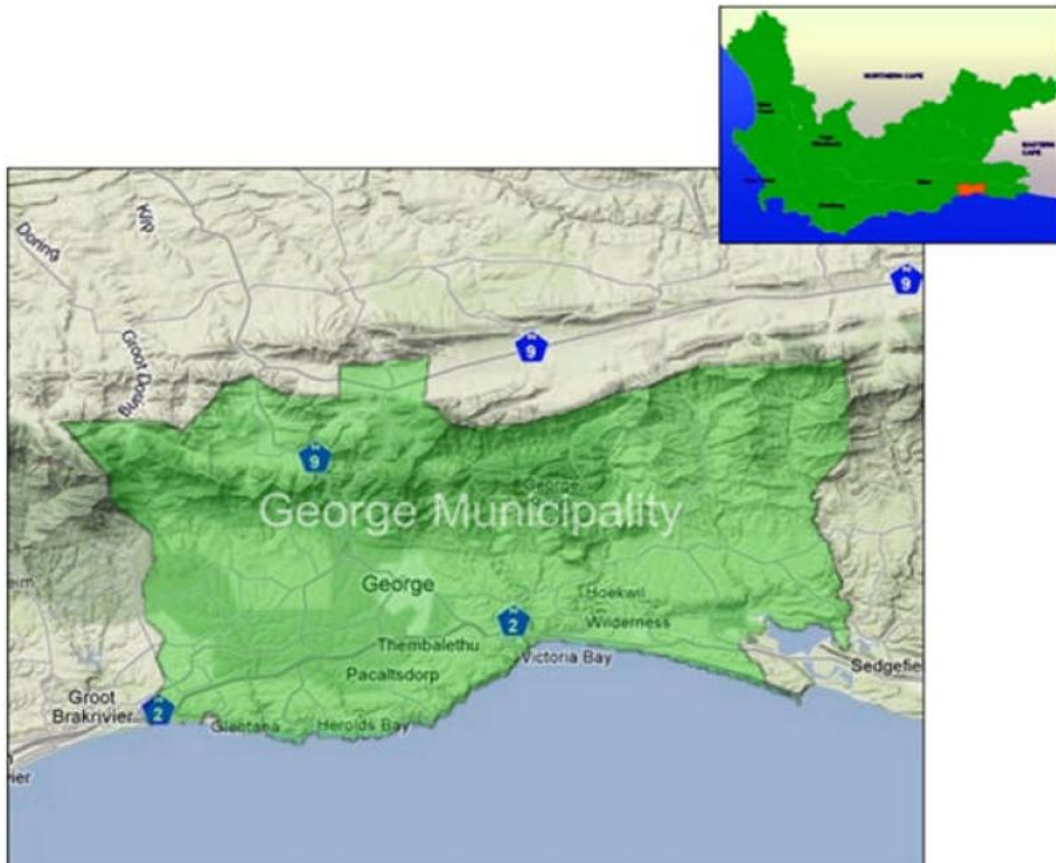 NORTHERN CAPE
EASTERN
CAPE
Doring
Klip
Groot Doring
N
9
N
9
N
9
George Municipality
George
George
Hoekwil
N
2
Wilderness
Thembalethu
Victoria Bay
Pacaltsdorp
Sedgefie
Groot
Brakrivier
N
2
Glentana
Herolds Bay
vier